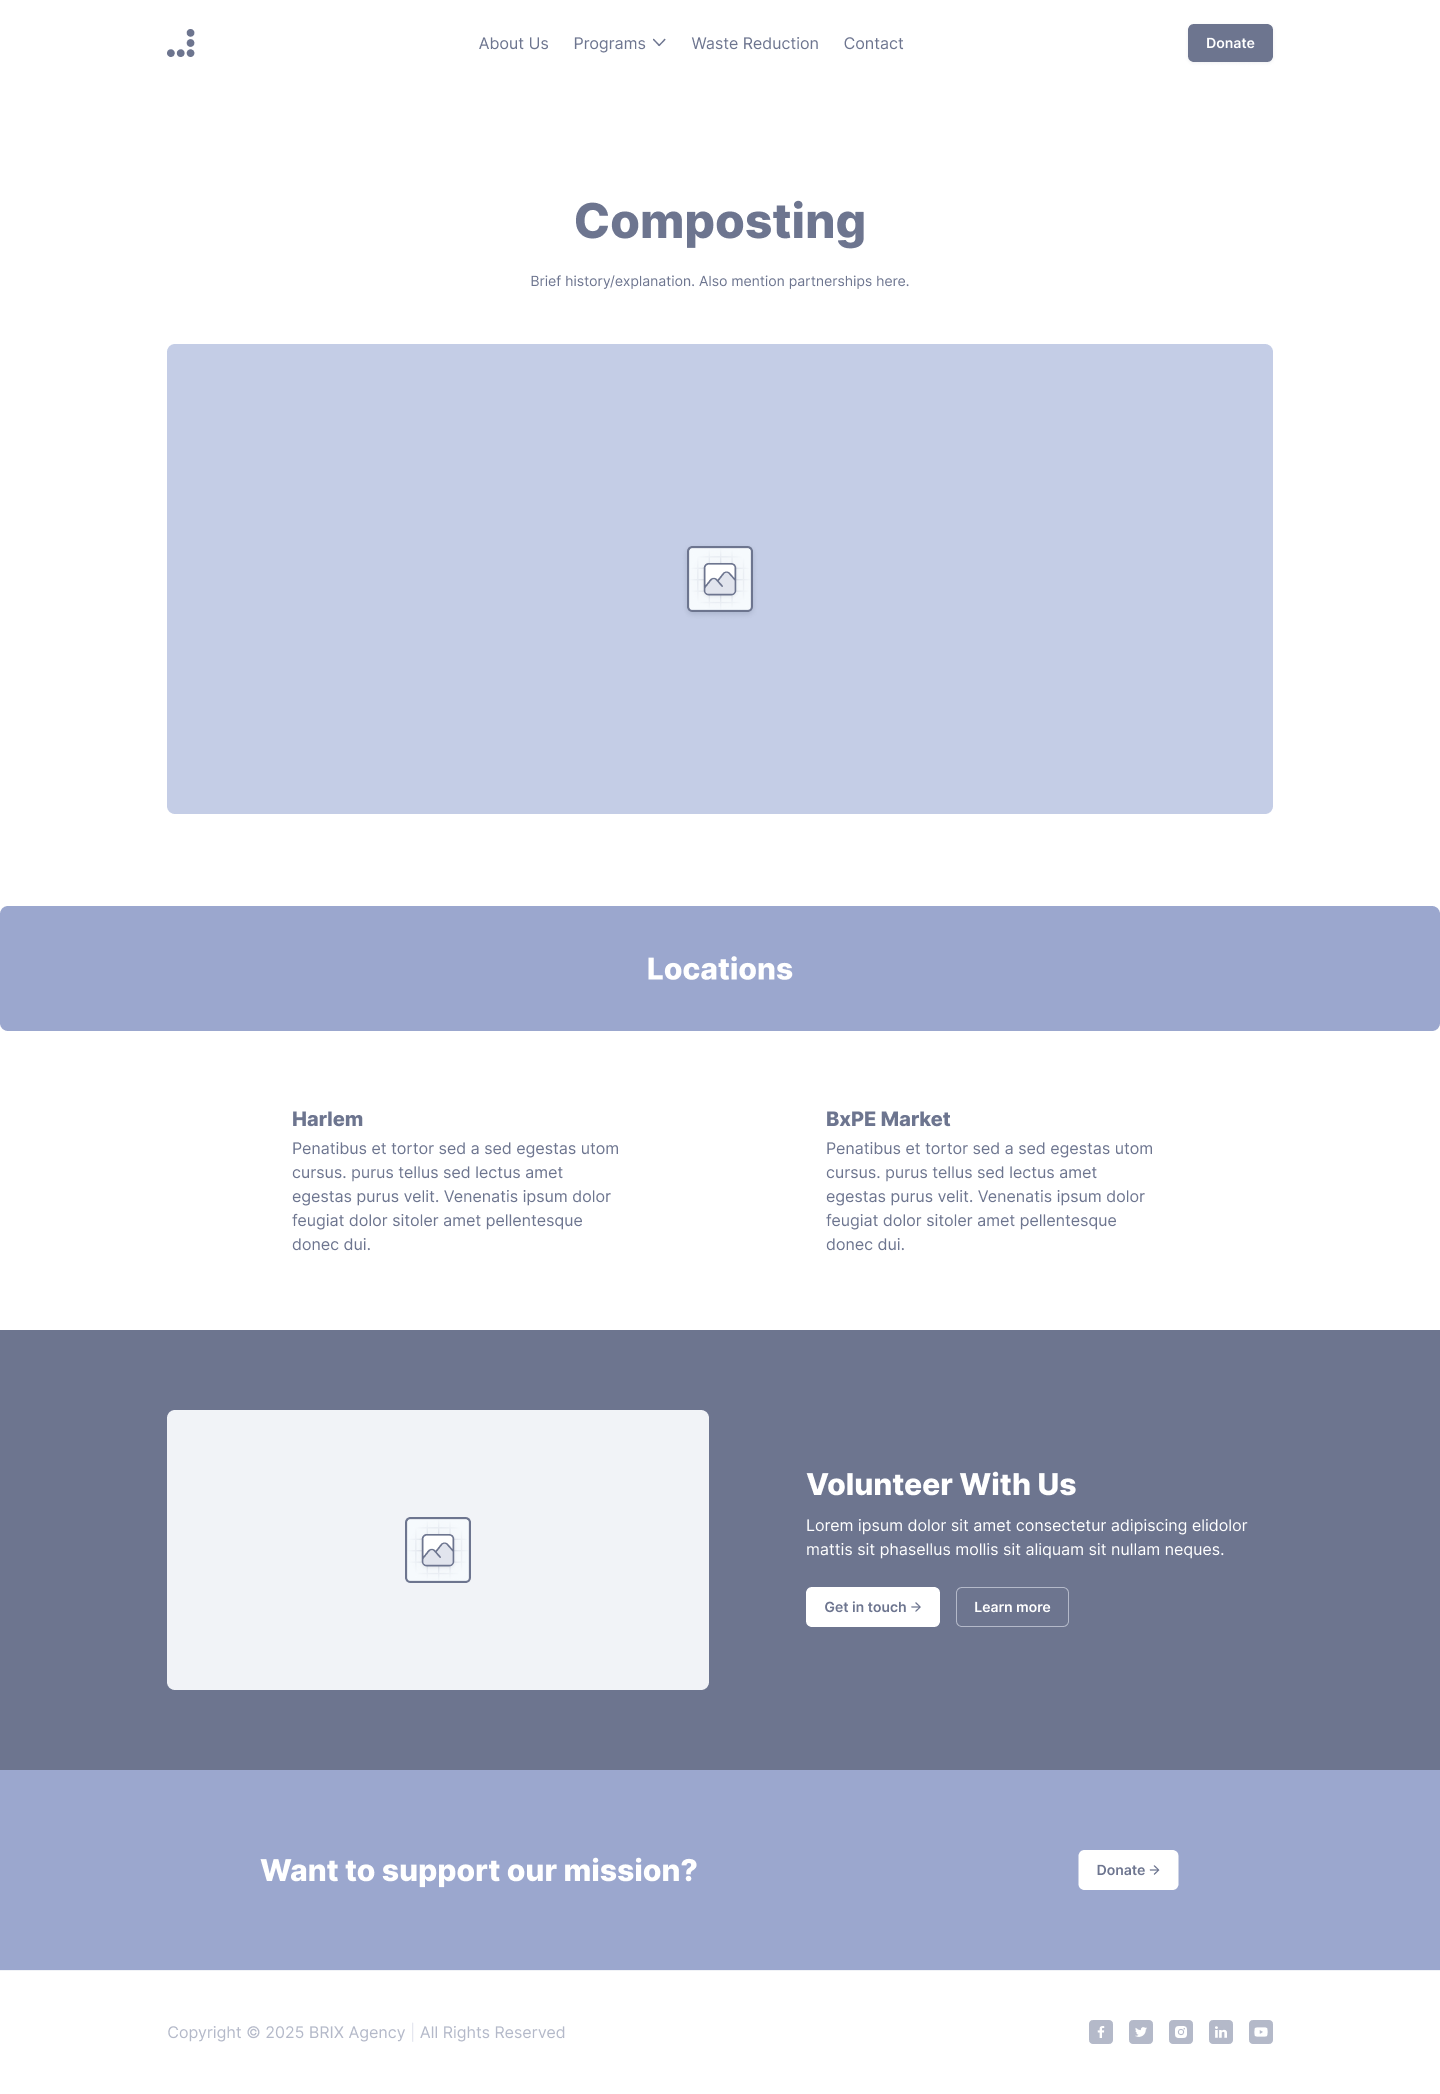 About Us Programs Waste Reduction Contact Donate
Composting
Brief history/explanation. Also mention partnerships here.
Locations
Harlem
Penatibus et tortor sed a sed egestas utom
cursus. purus tellus sed lectus amet
egestas purus velit. Venenatis ipsum dolor
feugiat dolor sitoler amet pellentesque
donec dui.
BxPE Market
Penatibus et tortor sed a sed egestas utom
cursus. purus tellus sed lectus amet
egestas purus velit. Venenatis ipsum dolor
feugiat dolor sitoler amet pellentesque
donec dui.
Volunteer With Us
Lorem ipsum dolor sit amet consectetur adipiscing elidolor
mattis sit phasellus mollis sit aliquam sit nullam neques.
Get in touch → Learn more
Want to support our mission? Donate →
Copyright © 2025 BRIX Agency | All Rights Reserved